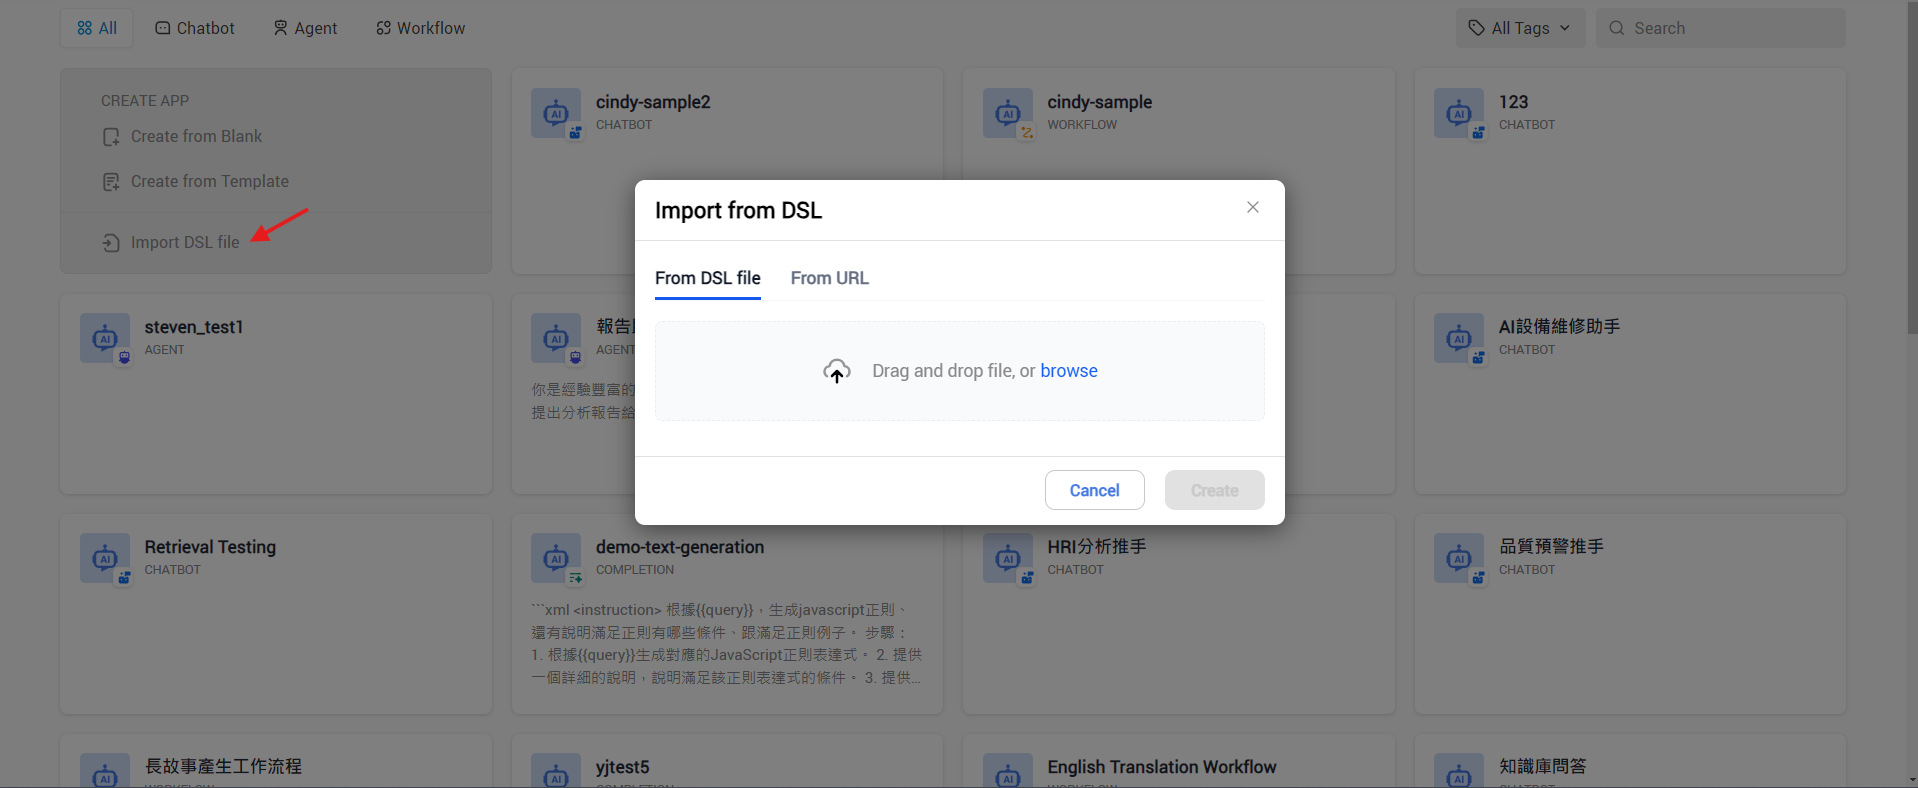 All
Chatbot
Agent
Workflow
All Tags
Search
CREATE APP
Create from Blank
Create from Template
Import DSL file
cindy-sample2
CHATBOT
cindy-sample
WORKFLOW
123
CHATBOT
Import from DSL
From DSL file
From URL
Drag and drop file, or browse
Cancel
Create
steven_test1
AGENT
報告
AGENT
你是經驗豐富的
提出分析報告給
AI設備維修助手
CHATBOT
Retrieval Testing
CHATBOT
demo-text-generation
COMPLETION
```xml <instruction> 根據{{query}}，生成javascript正則、
還有說明滿足正則有哪些條件、跟滿足正則例子。 步驟：
1. 根據{{query}}生成對應的JavaScript正則表達式。 2. 提供
一個詳細的說明，說明滿足該正則表達式的條件。 3. 提供...
HRI分析推手
CHATBOT
品質預警推手
CHATBOT
長故事產生工作流程
WORKFLOW
yjtest5
COMPLETION
English Translation Workflow
WORKFLOW
知識庫問答
CHATBOT